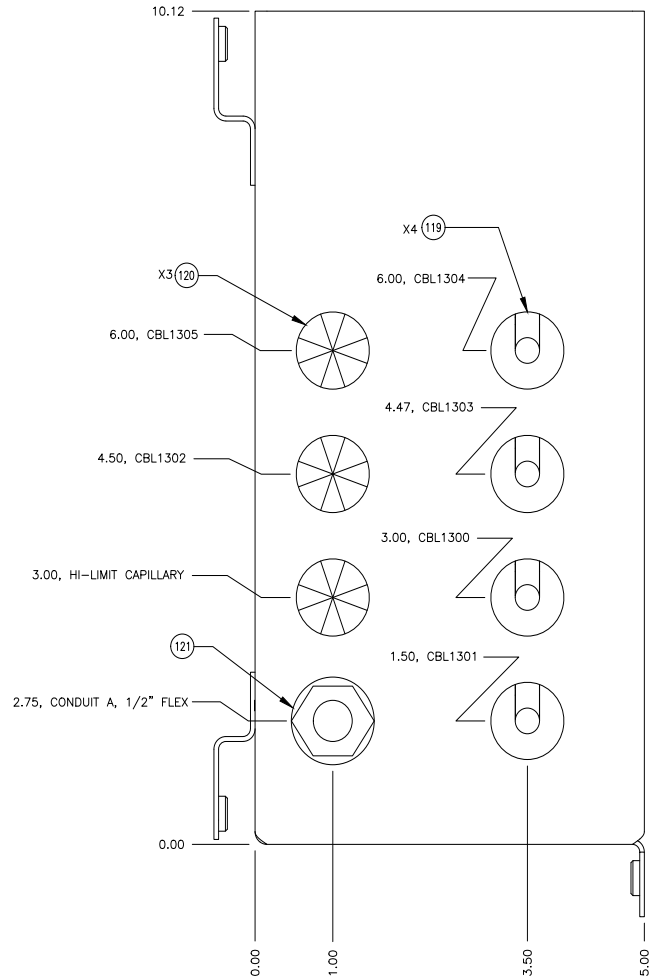 10.12
X4 119
X3 120
6.00, CBL1304
6.00, CBL1305
4.47, CBL1303
4.50, CBL1302
3.00, CBL1300
3.00, HI-LIMIT CAPILLARY
121
1.50, CBL1301
2.75, CONDUIT A, 1/2" FLEX
0.00
0.00
1.00
3.50
5.00